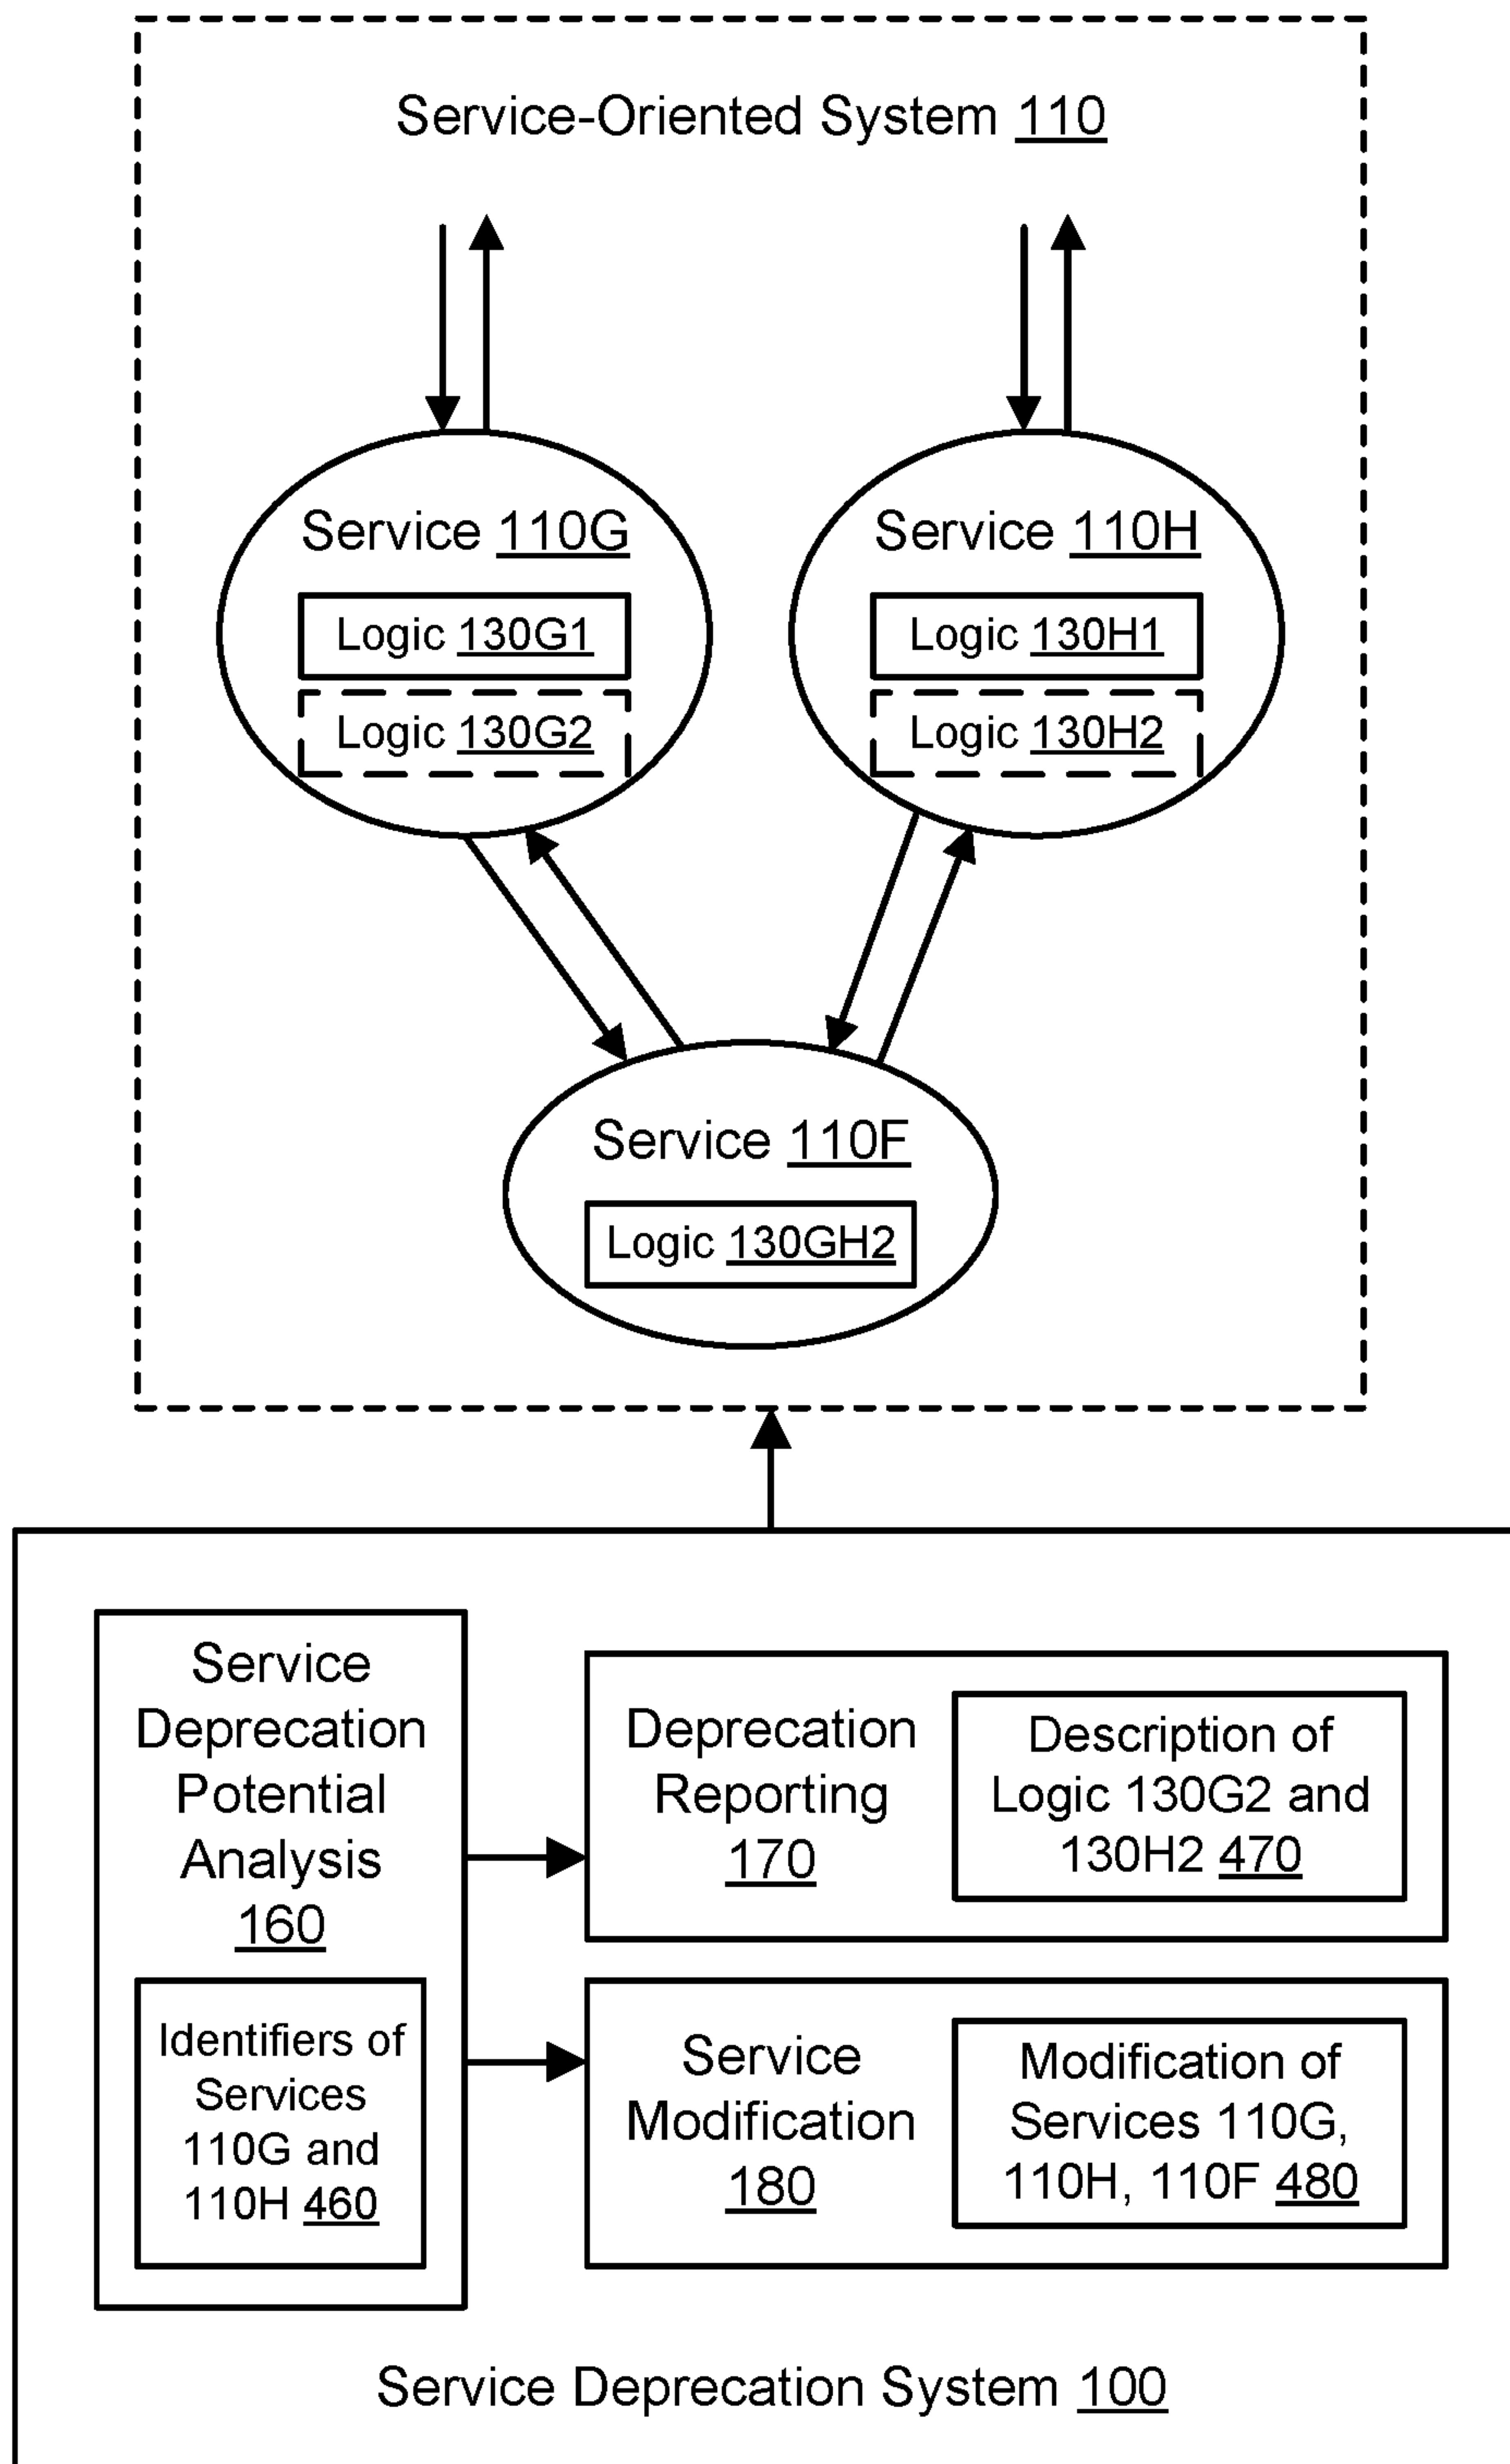 Service-Oriented System 110
Service 110G
Logic 130G1
Logic 130G2
Service 110H
Logic 130H1
Logic 130H2
Service 110F
Logic 130GH2
Service
Deprecation
Potential
Analysis
160
Identifiers of
Services
110G and
110H 460
Deprecation
Reporting
170
Description of
Logic 130G2 and
130H2 470
Service
Modification
180
Modification of
Services 110G,
110H, 110F 480
Service Deprecation System 100